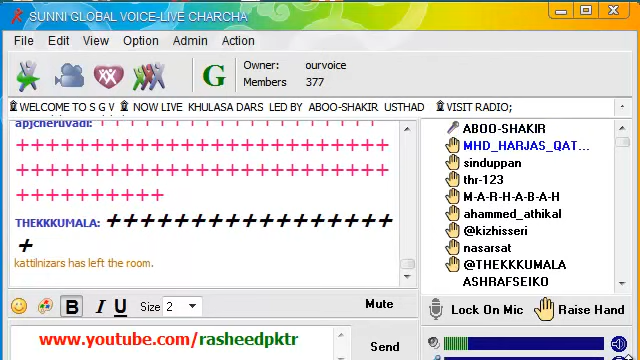 SUNNI GLOBAL VOICE-LIVE CHARCHA
File Edit View Option Admin Action
G
Owner: ourvoice
Members 377
WELCOME TO S G V NOW LIVE KHULASA DARS LED BY ABOO-SHAKIR USTHAD VISIT RADIO;
apjcheruvadi: + + + + + + + + + + + + + + + + +
+++++++++++++++++++++++
+++++++++++++++++++++++
+++++++++
THEKKKUMALA: ++++++++++++++++++
+
kattilnizars has left the room.
ABOO-SHAKIR
MHD_HARJAS_QAT...
sinduppan
thr-123
M-A-R-H-A-B-A-H
ahammed_athikal
@kizhisseri
nasarsat
@THEKKKUMALA
ASHRAFSEIKO
B I U Size 2 Mute
Lock On Mic Raise Hand
www.youtube.com/rasheedpktr
Send